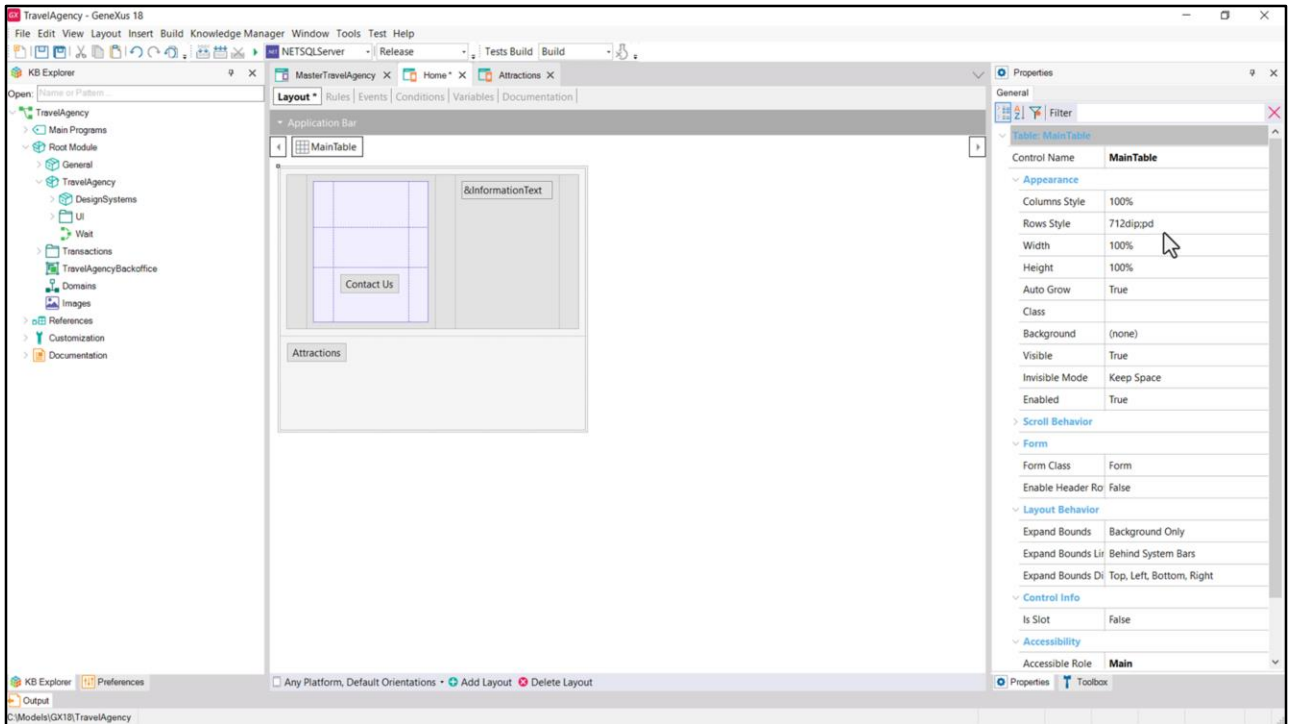 GX TravelAgency - GeneXus 18
File Edit View Layout Insert Build Knowledge Manager Window Tools Test Help
NETSQLServer Release Tests Build Build
KB Explorer
Open: Name or Pattern...
TravelAgency
Main Programs
Root Module
General
TravelAgency
DesignSystems
UI
Wait
Transactions
TravelAgencyBackoffice
Domains
Images
References
Customization
Documentation
KB Explorer Preferences
MasterTravelAgency Home* Attractions
Layout * Rules Events Conditions Variables Documentation
Application Bar
MainTable
&InformationText
Contact Us
Attractions
Any Platform, Default Orientations Add Layout Delete Layout
Properties
General
Filter
Table: MainTable
Control Name MainTable
Appearance
Columns Style 100%
Rows Style 712dip;pd
Width 100%
Height 100%
Auto Grow True
Class
Background (none)
Visible True
Invisible Mode Keep Space
Enabled True
Scroll Behavior
Form
Form Class Form
Enable Header Ro False
Layout Behavior
Expand Bounds Background Only
Expand Bounds Lir Behind System Bars
Expand Bounds Di Top, Left, Bottom, Right
Control Info
Is Slot False
Accessibility
Accessible Role Main
Properties Toolbox
Output
C:\Models\GX18\TravelAgency